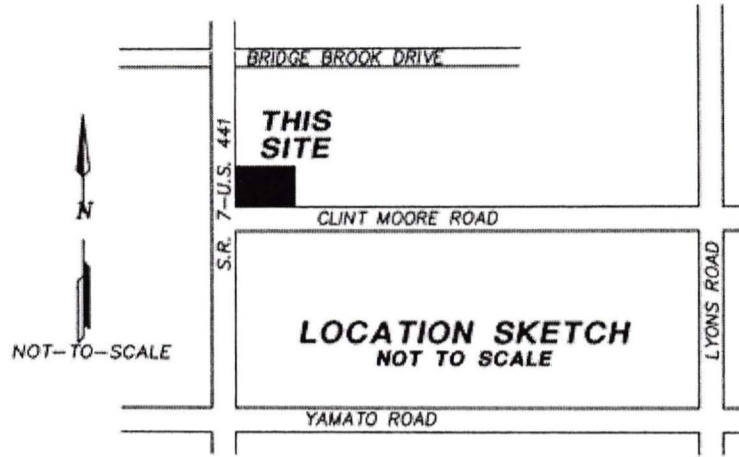 BRIDGE BROOK DRIVE
THIS
SITE
S.R. 7-U.S. 441
N
CLINT MOORE ROAD
LYONS ROAD
NOT-TO-SCALE
LOCATION SKETCH
NOT TO SCALE
YAMATO ROAD